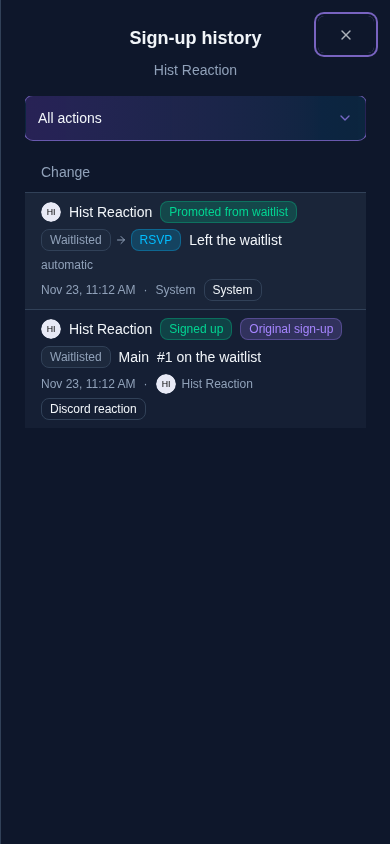 Sign-up history
Hist Reaction
All actions
Change
HI Hist Reaction Promoted from waitlist
Waitlisted → RSVP Left the waitlist
automatic
Nov 23, 11:12 AM · System System
HI Hist Reaction Signed up Original sign-up
Waitlisted Main #1 on the waitlist
Nov 23, 11:12 AM · HI Hist Reaction
Discord reaction